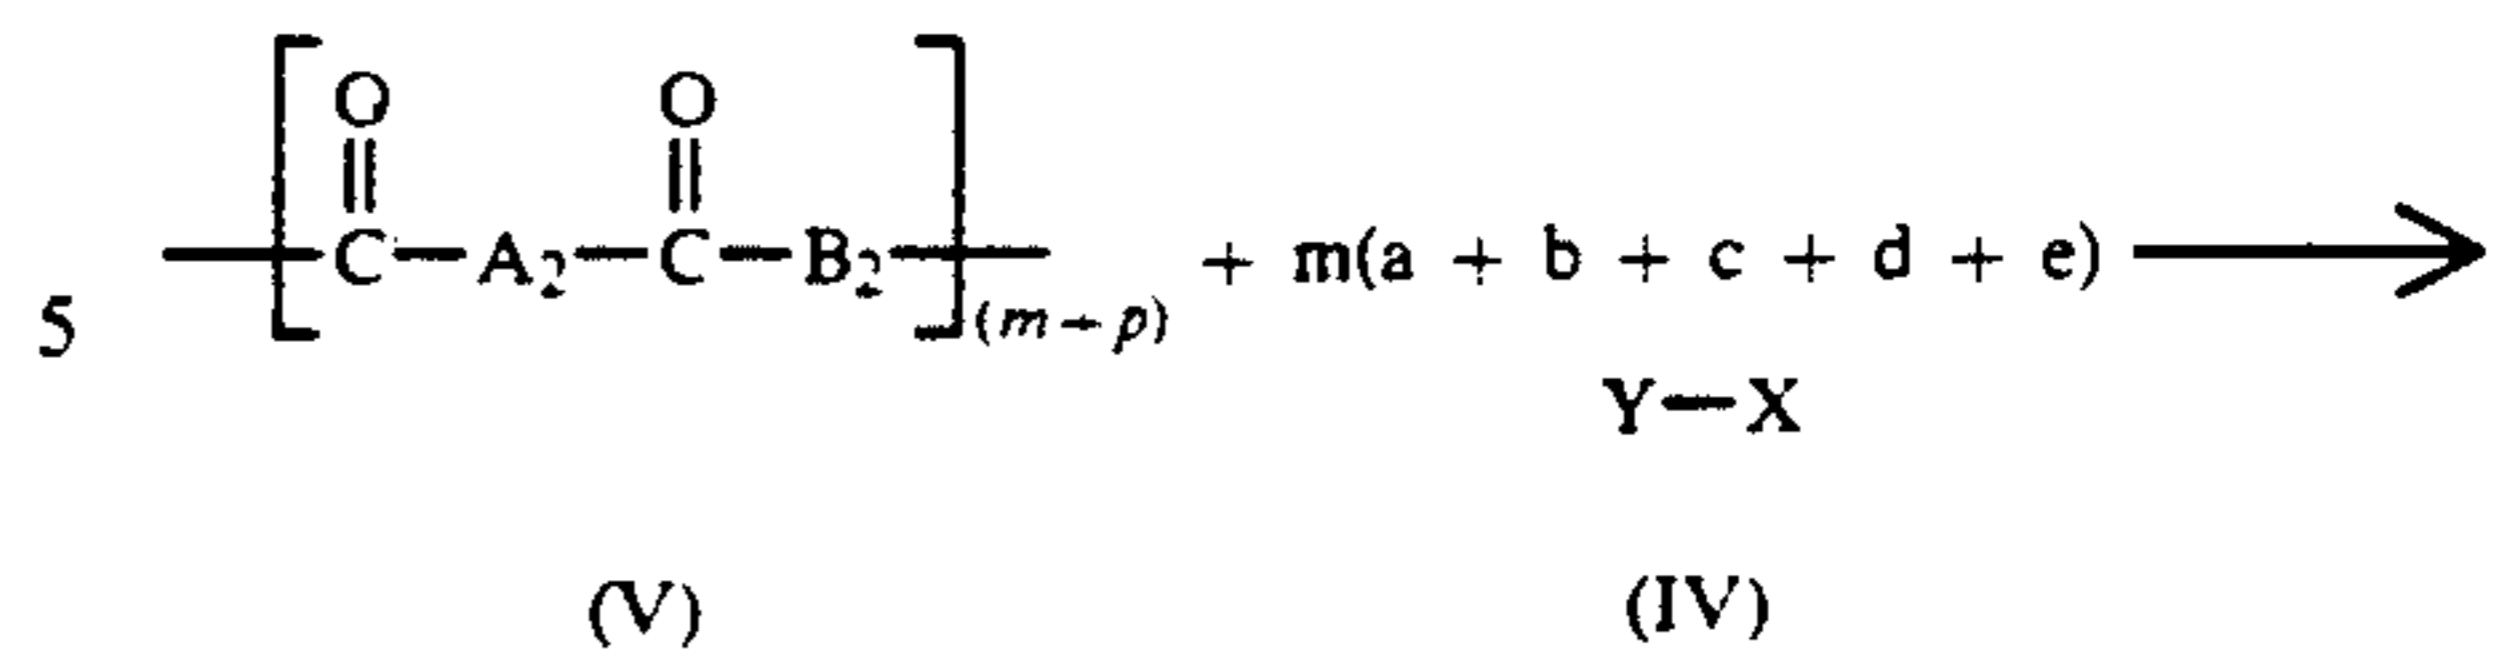 O O
C—A2—C—B2 (m—p) + m(a + b + c + d + e)
5
Y—X
(V) (IV)